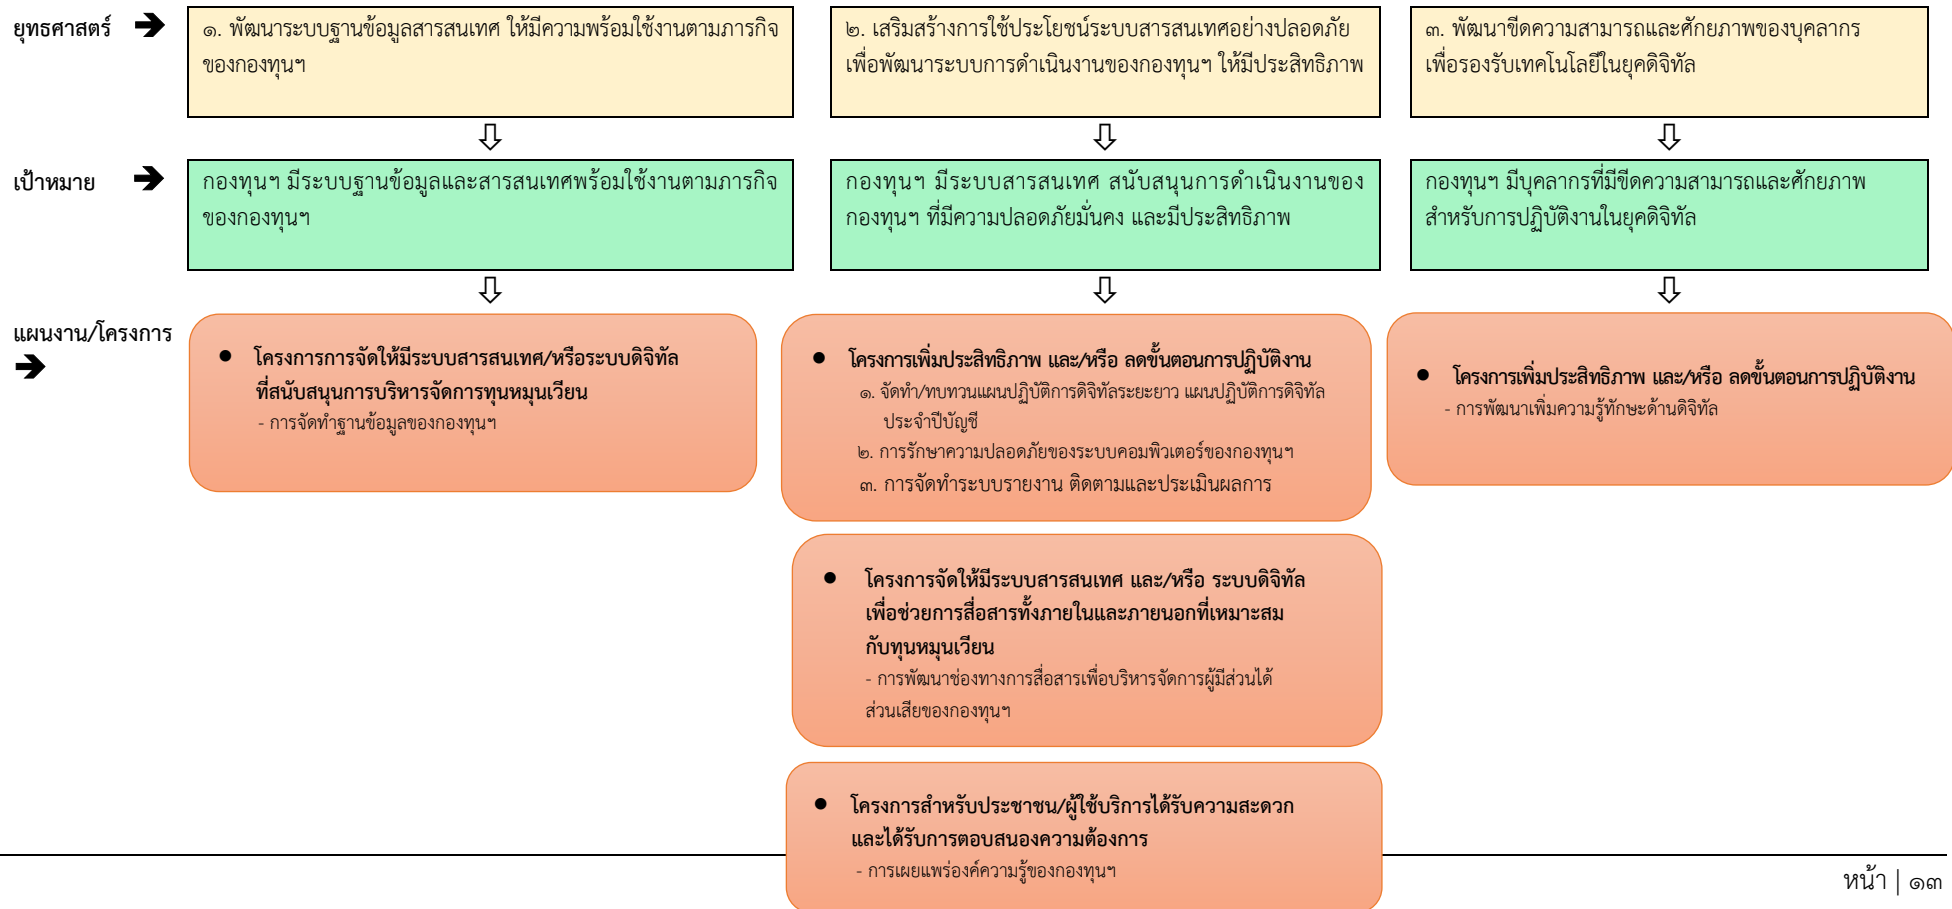 ยุทธศาสตร์
๑. พัฒนาระบบฐานข้อมูลสารสนเทศ ให้มีความพร้อมใช้งานตามภารกิจ
ของกองทุนฯ
๒. เสริมสร้างการใช้ประโยชน์ระบบสารสนเทศอย่างปลอดภัย
เพื่อพัฒนาระบบการดำเนินงานของกองทุนฯ ให้มีประสิทธิภาพ
๓. พัฒนาขีดความสามารถและศักยภาพของบุคลากร
เพื่อรองรับเทคโนโลยีในยุคดิจิทัล
เป้าหมาย
กองทุนฯ มีระบบฐานข้อมูลและสารสนเทศพร้อมใช้งานตามภารกิจ
ของกองทุนฯ
กองทุนฯ มีระบบสารสนเทศ สนับสนุนการดำเนินงานของ
กองทุนฯ ที่มีความปลอดภัยมั่นคง และมีประสิทธิภาพ
กองทุนฯ มีบุคลากรที่มีขีดความสามารถและศักยภาพ
สำหรับการปฏิบัติงานในยุคดิจิทัล
แผนงาน/โครงการ
● โครงการการจัดให้มีระบบสารสนเทศ/หรือระบบดิจิทัล
ที่สนับสนุนการบริหารจัดการทุนหมุนเวียน
- การจัดทำฐานข้อมูลของกองทุนฯ
● โครงการเพิ่มประสิทธิภาพ และ/หรือ ลดขั้นตอนการปฏิบัติงาน
๑. จัดทำ/ทบทวนแผนปฏิบัติการดิจิทัลระยะยาว แผนปฏิบัติการดิจิทัล
ประจำปีบัญชี
๒. การรักษาความปลอดภัยของระบบคอมพิวเตอร์ของกองทุนฯ
๓. การจัดทำระบบรายงาน ติดตามและประเมินผลการ
● โครงการเพิ่มประสิทธิภาพ และ/หรือ ลดขั้นตอนการปฏิบัติงาน
- การพัฒนาเพิ่มความรู้ทักษะด้านดิจิทัล
● โครงการจัดให้มีระบบสารสนเทศ และ/หรือ ระบบดิจิทัล
เพื่อช่วยการสื่อสารทั้งภายในและภายนอกที่เหมาะสม
กับทุนหมุนเวียน
- การพัฒนาช่องทางการสื่อสารเพื่อบริหารจัดการผู้มีส่วนได้
ส่วนเสียของกองทุนฯ
● โครงการสำหรับประชาชน/ผู้ใช้บริการได้รับความสะดวก
และได้รับการตอบสนองความต้องการ
- การเผยแพร่องค์ความรู้ของกองทุนฯ
หน้า | ๑๓